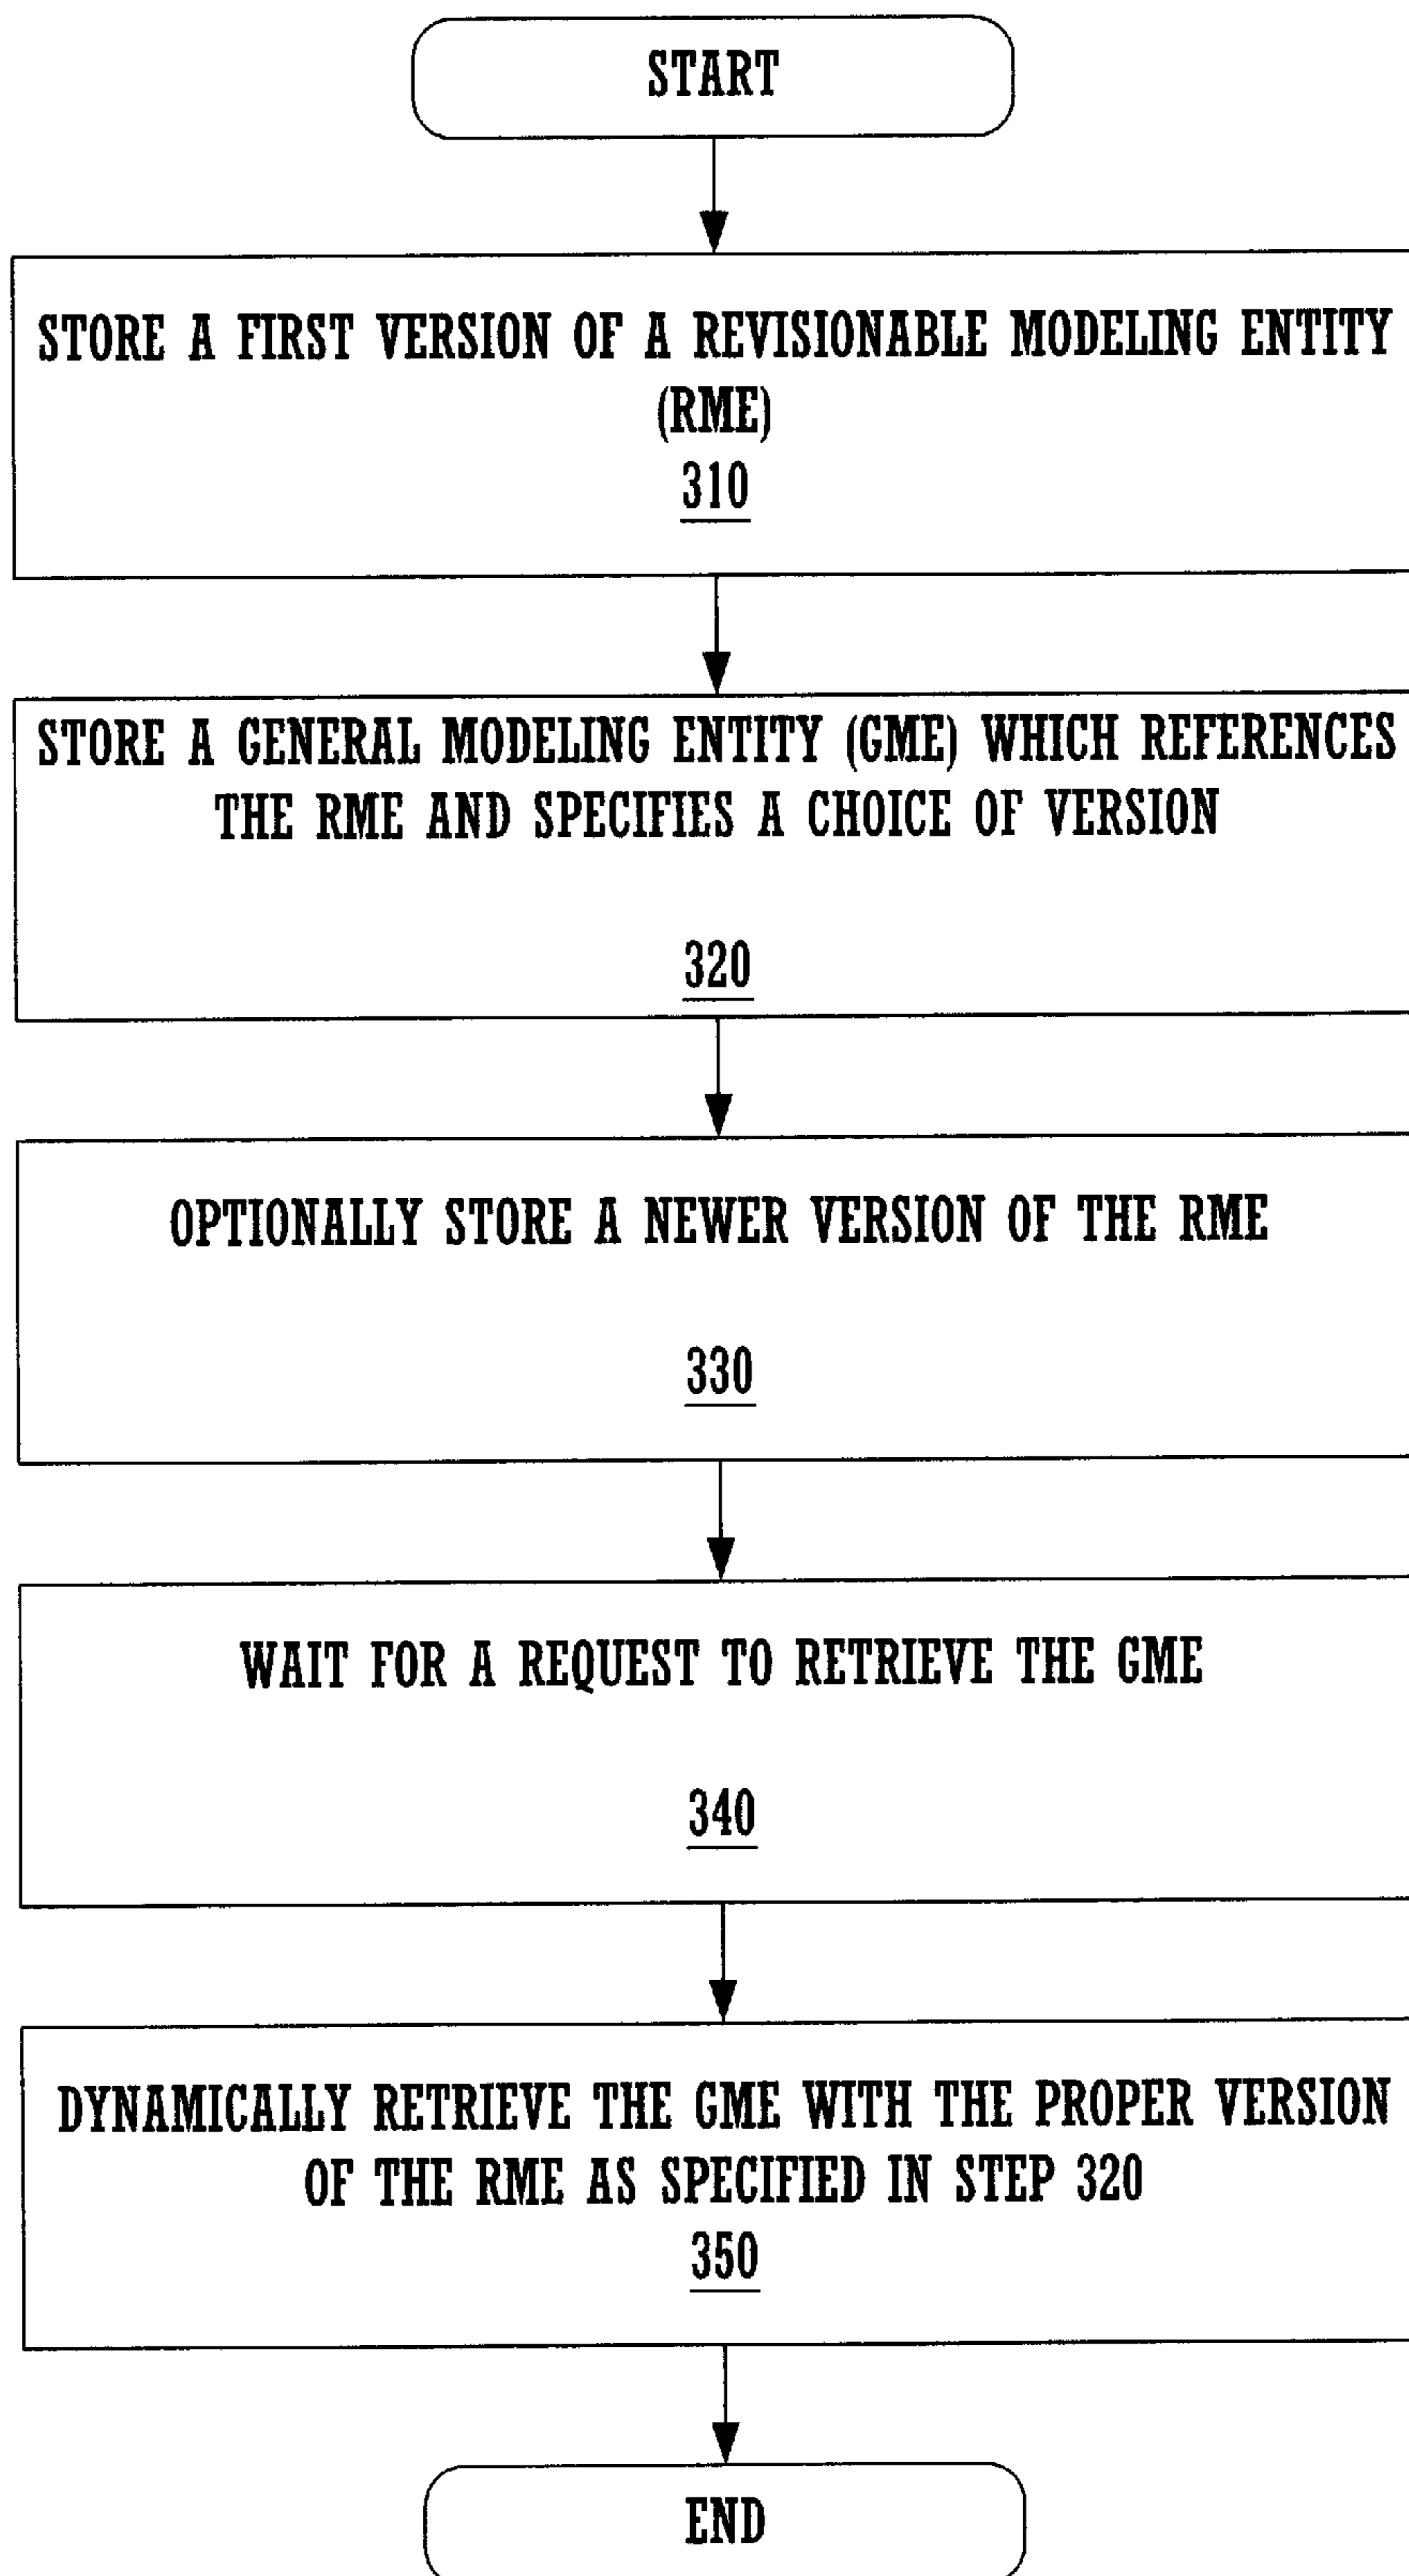 START
STORE A FIRST VERSION OF A REVISIONABLE MODELING ENTITY
(RME)
310
STORE A GENERAL MODELING ENTITY (GME) WHICH REFERENCES
THE RME AND SPECIFIES A CHOICE OF VERSION
320
OPTIONALLY STORE A NEWER VERSION OF THE RME
330
WAIT FOR A REQUEST TO RETRIEVE THE GME
340
DYNAMICALLY RETRIEVE THE GME WITH THE PROPER VERSION
OF THE RME AS SPECIFIED IN STEP 320
350
END